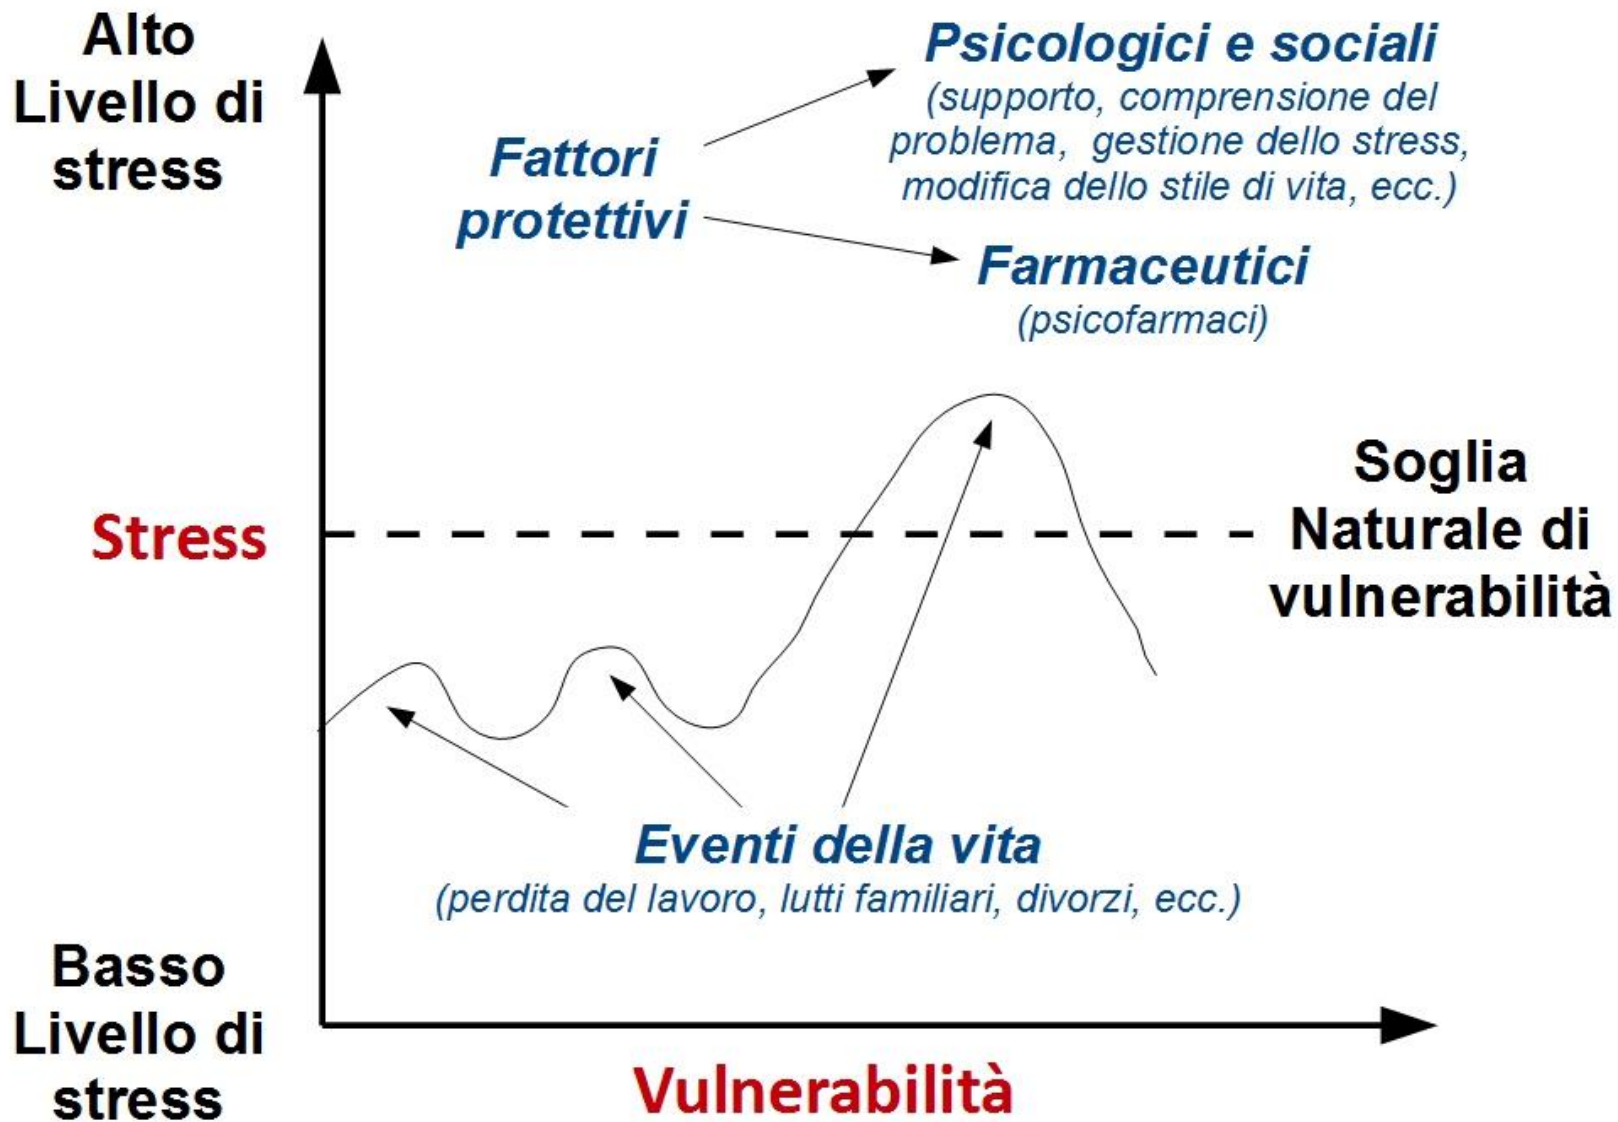 Alto
Livello di
stress
Psicologici e sociali
(supporto, comprensione del
problema, gestione dello stress,
modifica dello stile di vita, ecc.)
Fattori
protettivi
Farmaceutici
(psicofarmaci)
Stress
Soglia
Naturale di
vulnerabilità
Eventi della vita
(perdita del lavoro, lutti familiari, divorzi, ecc.)
Basso
Livello di
stress
Vulnerabilità